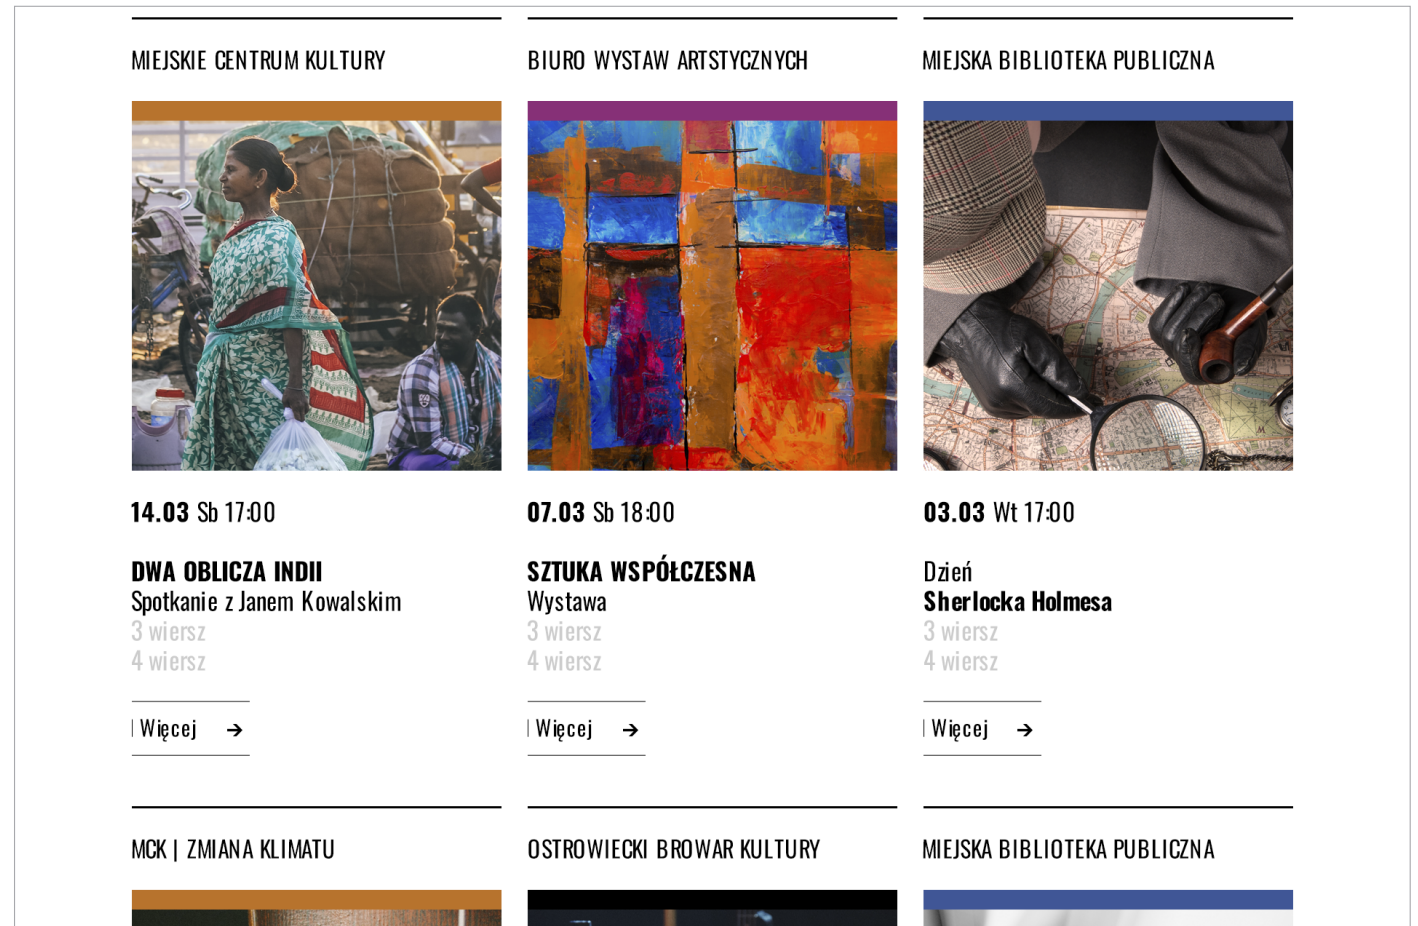 MIEJSKIE CENTRUM KULTURY
14.03 Sb 17:00
DWA OBLICZA INDII
Spotkanie z Janem Kowalskim
3 wiersz
4 wiersz
| Więcej →
BIURO WYSTAW ARTSTYCZNYCH
07.03 Sb 18:00
SZTUKA WSPÓŁCZESNA
Wystawa
3 wiersz
4 wiersz
| Więcej →
MIEJSKA BIBLIOTEKA PUBLICZNA
03.03 Wt 17:00
Dzień
Sherlocka Holmesa
3 wiersz
4 wiersz
| Więcej →
MCK | ZMIANA KLIMATU
OSTROWIECKI BROWAR KULTURY
MIEJSKA BIBLIOTEKA PUBLICZNA